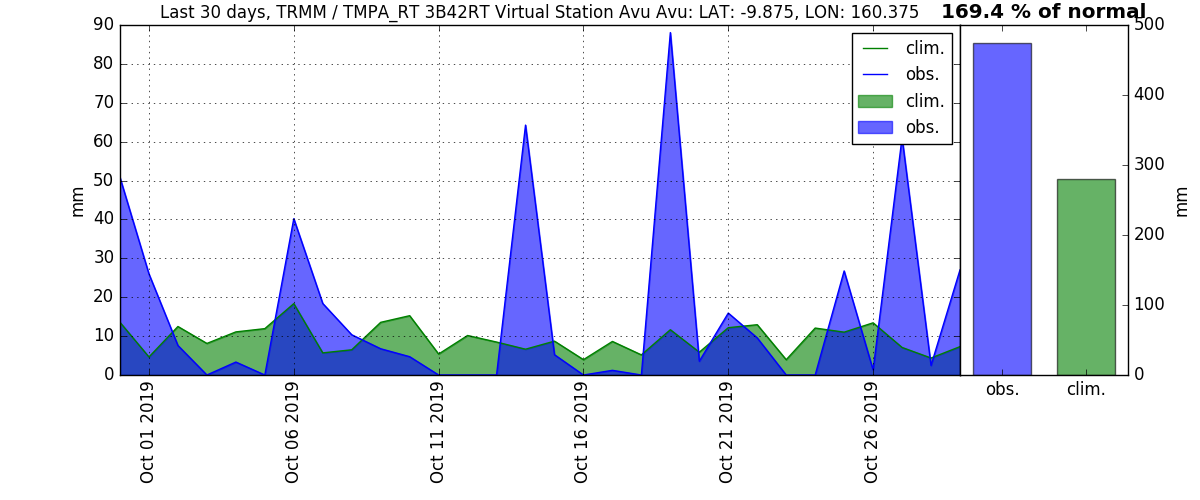 Last 30 days, TRMM / TMPA_RT 3B42RT Virtual Station Avu Avu: LAT: -9.875, LON: 160.375
169.4 % of normal
90
80
70
60
50
40
30
20
10
0
mm
clim.
obs.
clim.
obs.
Oct 01 2019
Oct 06 2019
Oct 11 2019
Oct 16 2019
Oct 21 2019
Oct 26 2019
500
400
300
200
100
0
mm
obs.
clim.